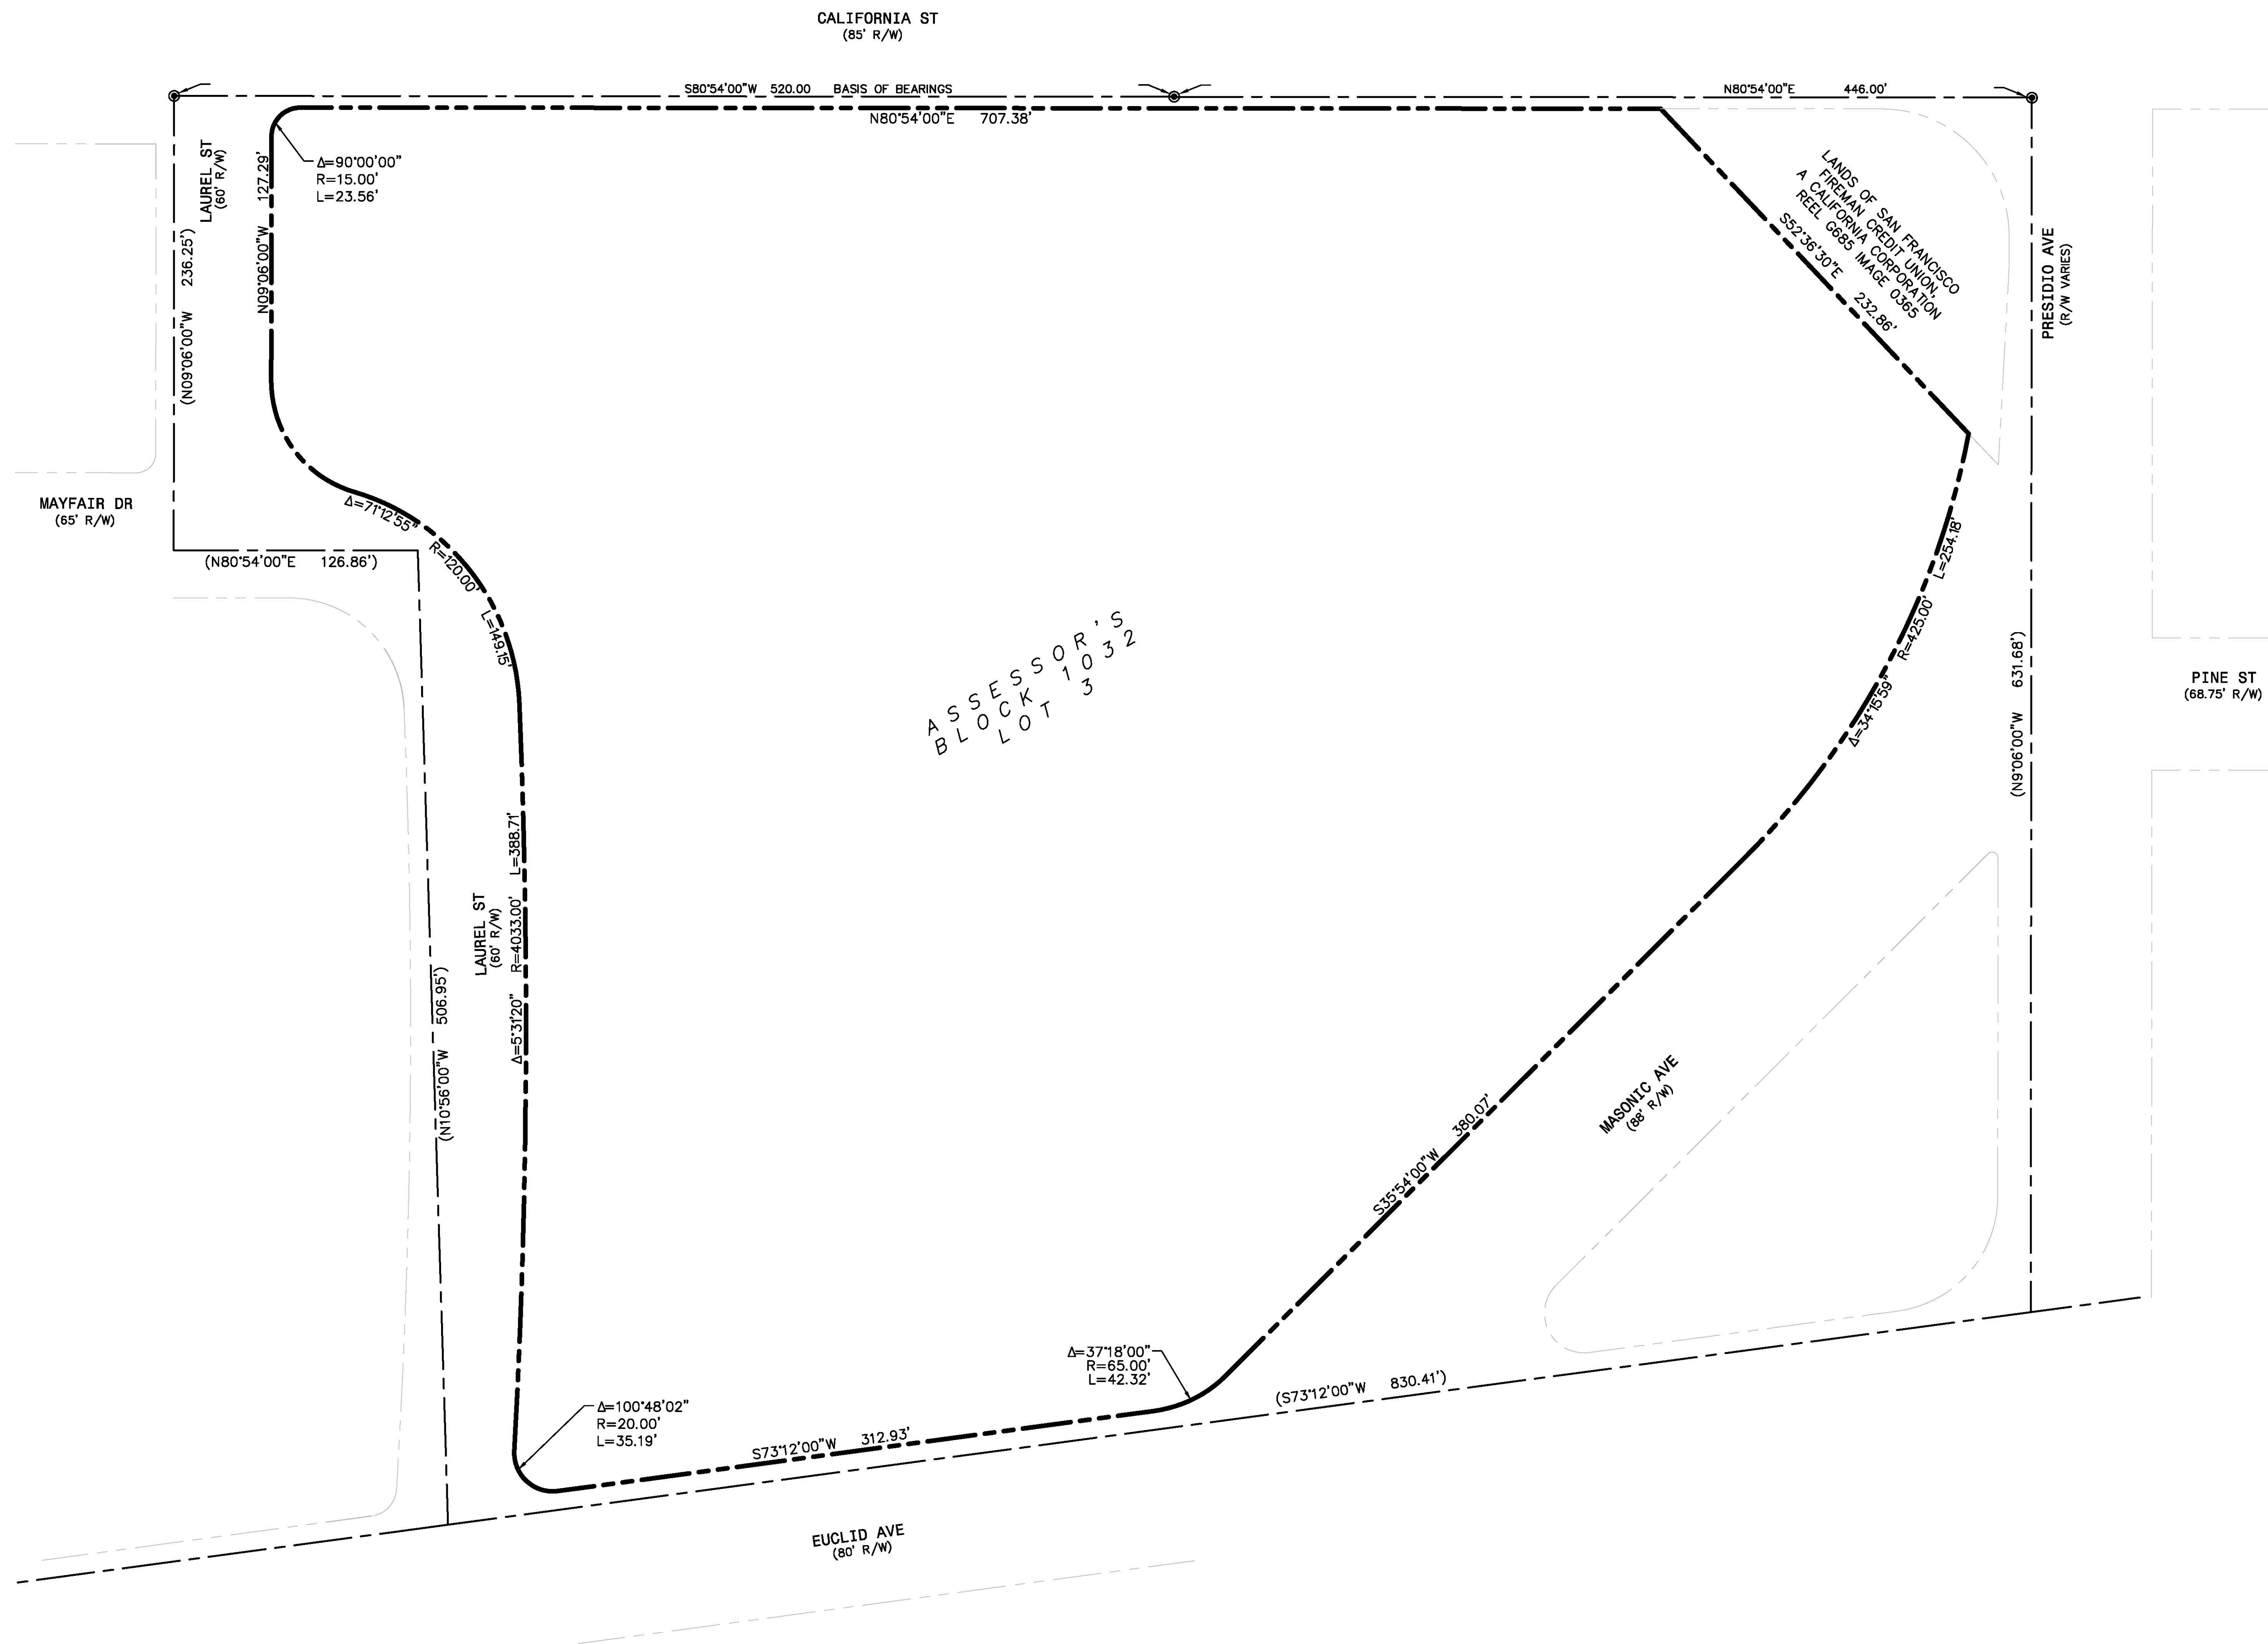 CALIFORNIA ST
(85' R/W)
S80°54'00"W 520.00 BASIS OF BEARINGS
N80°54'00"E 446.00'
N80°54'00"E 707.38'
LAUREL ST
(60' R/W)
(N09°06'00"W 236.25')
N09°06'00"W 127.29'
Δ=90°00'00"
R=15.00'
L=23.56'
LANDS OF SAN FRANCISCO
FIREMAN CREDIT UNION,
A CALIFORNIA CORPORATION
REEL G685 IMAGE 0365
S52°36'30"E 232.86'
PRESIDIO AVE
(R/W VARIES)
MAYFAIR DR
(65' R/W)
(N80°54'00"E 126.86')
Δ=71°12'55" R=120.00' L=149.15'
Δ=34°15'59" R=425.00' L=254.18'
(N9°06'00"W 631.68')
PINE ST
(68.75' R/W)
ASSESSOR'S
BLOCK 1032
LOT 3
LAUREL ST
(60' R/W)
Δ=5°31'20" R=4033.00' L=388.71'
(N10°56'00"W 506.95')
MASONIC AVE
(88' R/W)
S35°54'00"W 380.07'
Δ=37°18'00"
R=65.00'
L=42.32'
(S73°12'00"W 830.41')
Δ=100°48'02"
R=20.00'
L=35.19'
S73°12'00"W 312.93'
EUCLID AVE
(80' R/W)